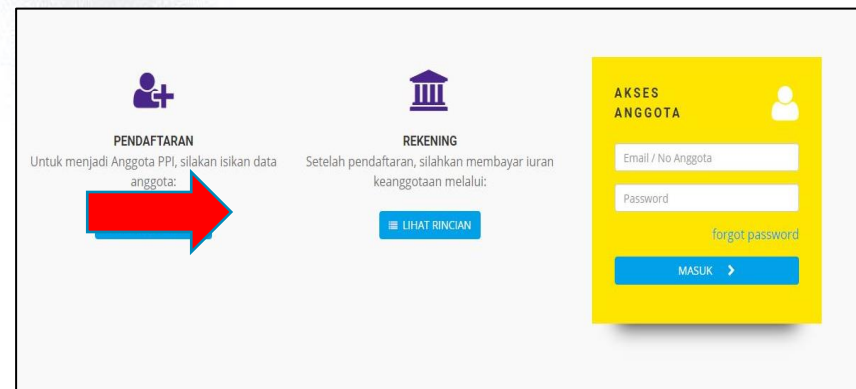 PENDAFTARAN
Untuk menjadi Anggota PPI, silakan isikan data
anggota:
REKENING
Setelah pendaftaran, silahkan membayar iuran
keanggotaan melalui:
LIHAT RINCIAN
AKSES
ANGGOTA
Email / No Anggota
Password
forgot password
MASUK